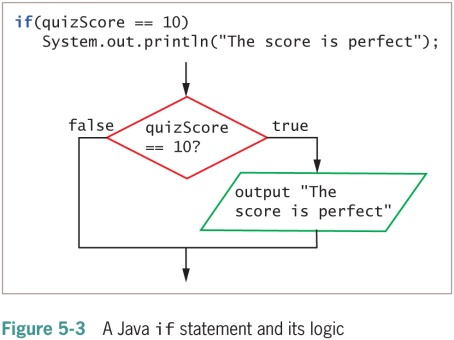 if(quizScore == 10)
System.out.println("The score is perfect");
false
quizScore
== 10?
true
output "The
score is perfect"
Figure 5-3 A Java if statement and its logic